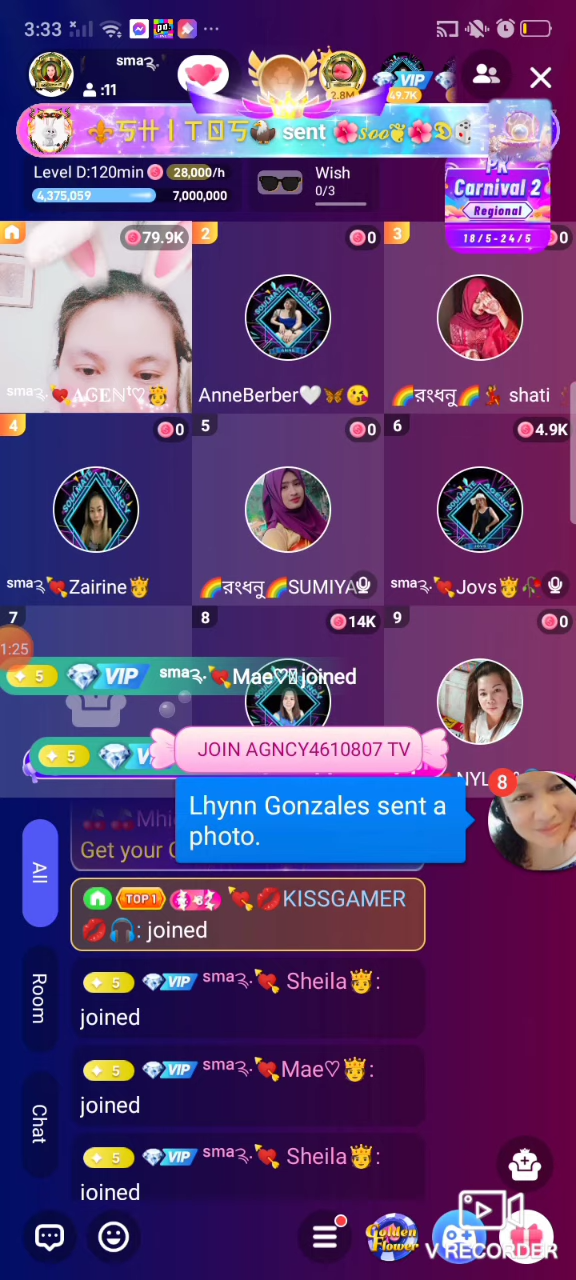 3:33
sma
:11
VIP
2.8M
49.7K
sent
Level D:120min 28,000/h
4,375,059 7,000,000
Wish
0/3
PK
Carnival 2
Regional
18/5-24/5
79.9K
2 0
3 0
sma AGENt♡
AnneBerber🤍🦋😘
🌈রংধনু🌈💃 shati
4 0
5 0
6 4.9K
sma💘Zairine🤴
🌈রংধনু🌈SUMIYA
sma💘Jovs🤴🥀
7
8 14K
9 0
1:25
5 VIP sma💘Mae♡ joined
5
JOIN AGNCY4610807 TV
NYL
Lhynn Gonzales sent a
photo.
8
Get your
All
TOP1 💘💋KISSGAMER
💋🎧: joined
5 VIP sma💘 Sheila🤴:
joined
Room
5 VIP sma💘Mae♡🤴:
joined
Chat
5 VIP sma💘 Sheila🤴:
joined
Golden
Flower
V RECORDER